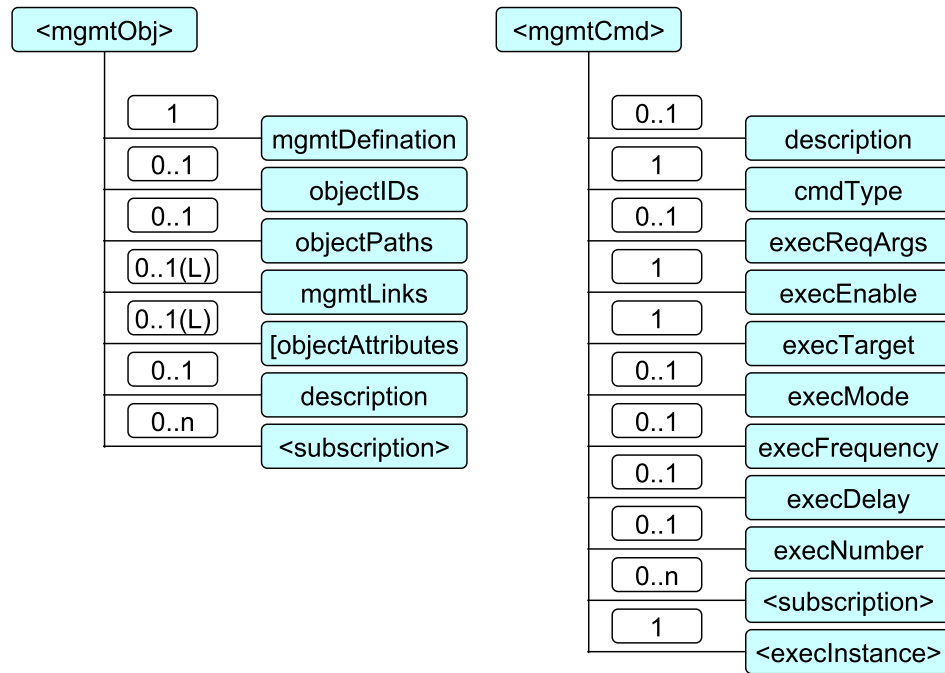 <mgmtObj>
1
mgmtDefination
0..1
objectIDs
0..1
objectPaths
0..1(L)
mgmtLinks
0..1(L)
[objectAttributes
0..1
description
0..n
<subscription>
<mgmtCmd>
0..1
description
1
cmdType
0..1
execReqArgs
1
execEnable
1
execTarget
0..1
execMode
0..1
execFrequency
0..1
execDelay
0..1
execNumber
0..n
<subscription>
1
<execInstance>